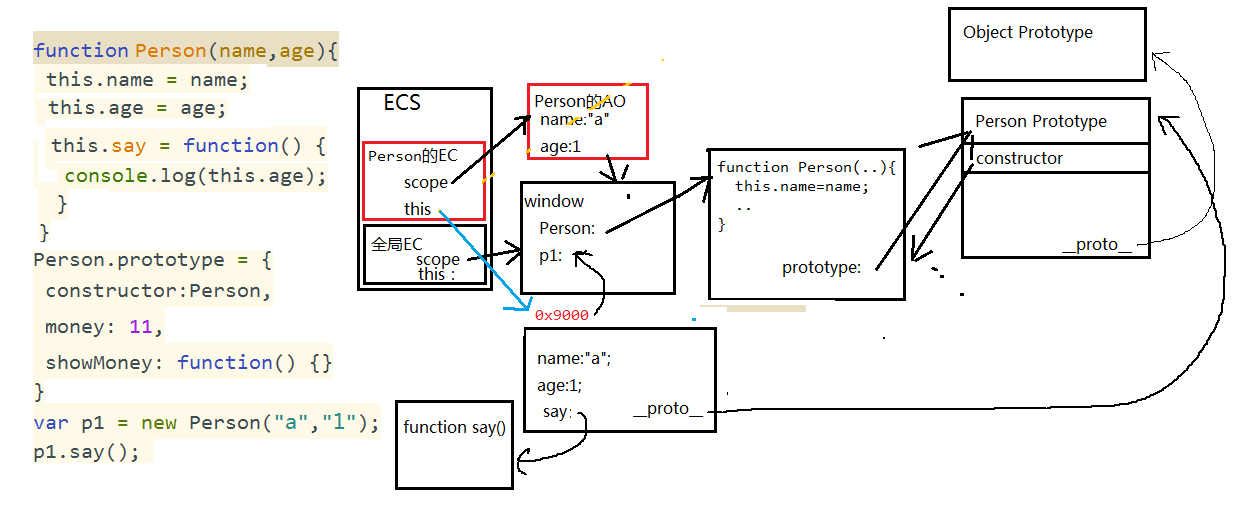 function Person(name,age){
this.name = name;
this.age = age;
this.say = function() {
console.log(this.age);
}
}
Person.prototype = {
constructor:Person,
money: 11,
showMoney: function() {}
}
var p1 = new Person("a","1");
p1.say();
ECS
Person的EC
scope
this
全局EC
scope
this :
Person的AO
name:"a"
age:1
window
Person:
p1:
0x9000
name:"a";
age:1;
say:
__proto__
function say()
function Person(..){
this.name=name;
..
}
prototype:
Object Prototype
Person Prototype
constructor
__proto__